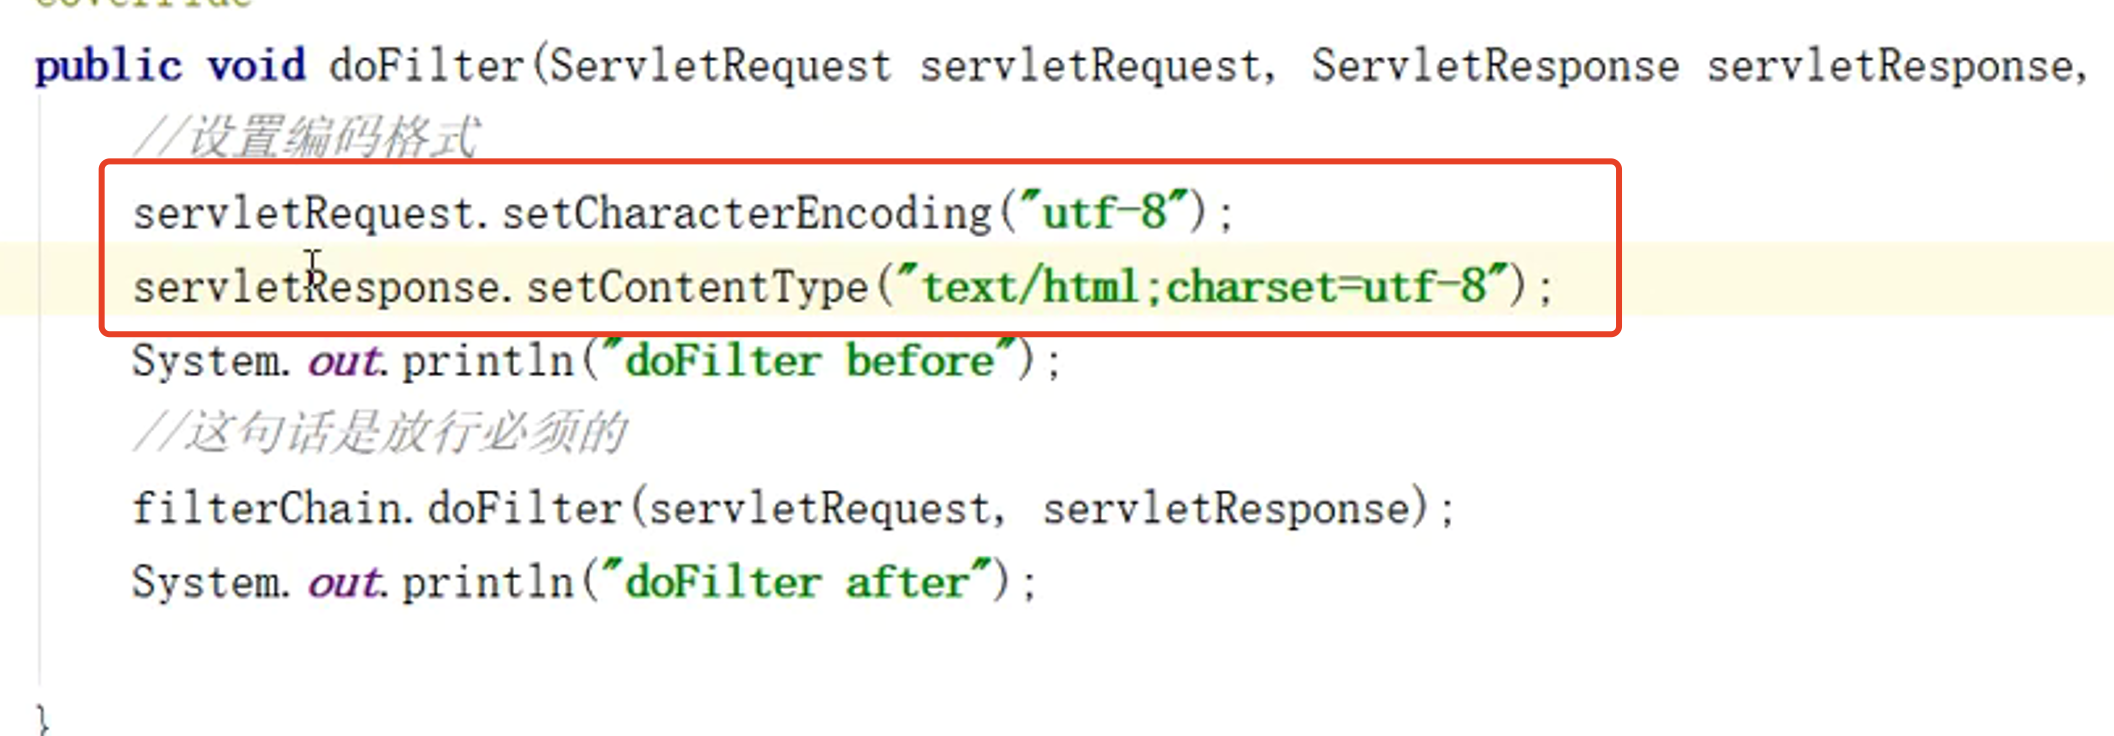 public void doFilter(ServletRequest servletRequest, ServletResponse servletResponse,
//设置编码格式
servletRequest.setCharacterEncoding("utf-8");
servletResponse.setContentType("text/html;charset=utf-8");
System.out.println("doFilter before");
//这句话是放行必须的
filterChain.doFilter(servletRequest, servletResponse);
System.out.println("doFilter after");
}